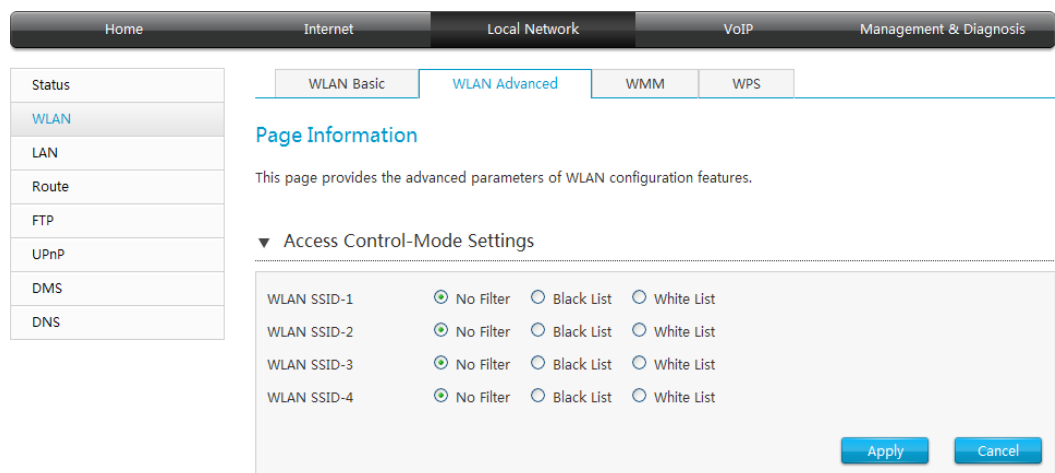 Home Internet Local Network VoIP Management & Diagnosis
Status
WLAN
LAN
Route
FTP
UPnP
DMS
DNS
WLAN Basic WLAN Advanced WMM WPS
Page Information
This page provides the advanced parameters of WLAN configuration features.
▼ Access Control-Mode Settings
WLAN SSID-1 No Filter Black List White List
WLAN SSID-2 No Filter Black List White List
WLAN SSID-3 No Filter Black List White List
WLAN SSID-4 No Filter Black List White List
Apply Cancel